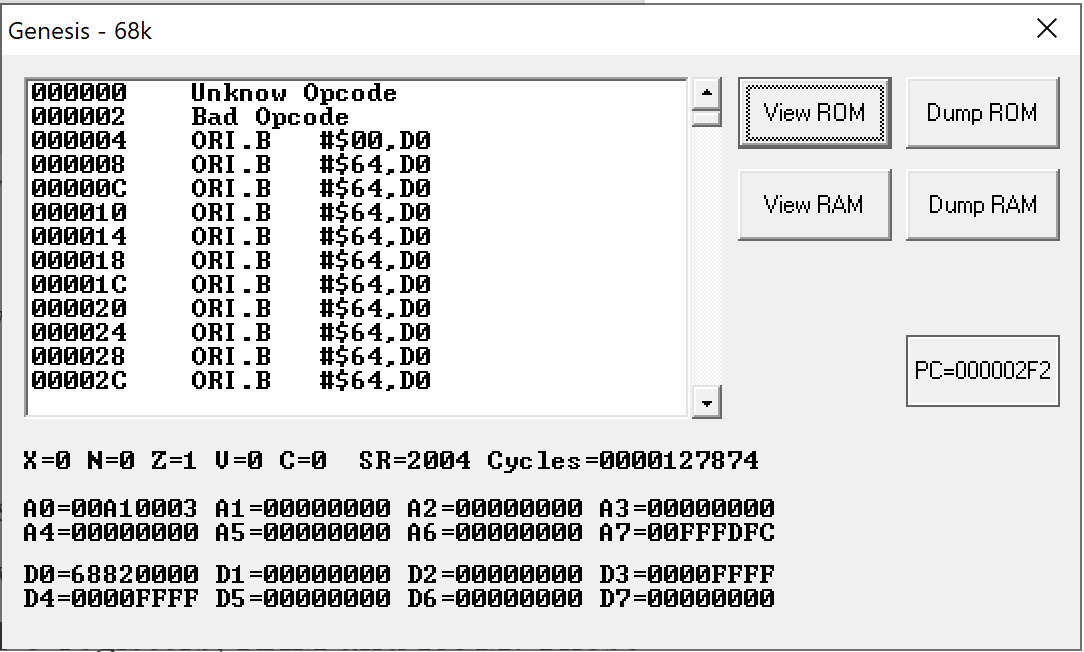 Genesis - 68k
000000 Unknow Opcode
000002 Bad Opcode
000004 ORI.B #$00,D0
000008 ORI.B #$64,D0
00000C ORI.B #$64,D0
000010 ORI.B #$64,D0
000014 ORI.B #$64,D0
000018 ORI.B #$64,D0
00001C ORI.B #$64,D0
000020 ORI.B #$64,D0
000024 ORI.B #$64,D0
000028 ORI.B #$64,D0
00002C ORI.B #$64,D0
View ROM Dump ROM
View RAM Dump RAM
PC=000002F2
X=0 N=0 Z=1 V=0 C=0 SR=2004 Cycles=0000127874
A0=00A10003 A1=00000000 A2=00000000 A3=00000000
A4=00000000 A5=00000000 A6=00000000 A7=00FFFDFC
D0=68820000 D1=00000000 D2=00000000 D3=0000FFFF
D4=0000FFFF D5=00000000 D6=00000000 D7=00000000